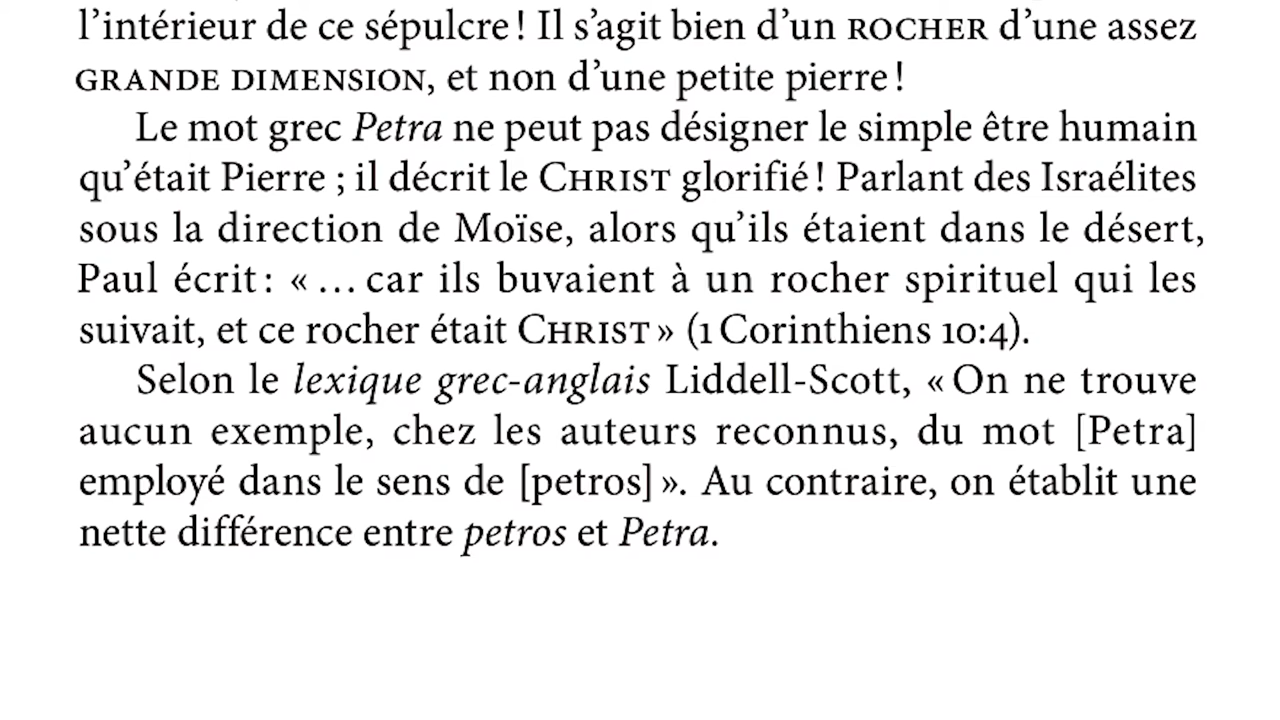 l’intérieur de ce sépulcre ! Il s’agit bien d’un ROCHER d’une assez
GRANDE DIMENSION, et non d’une petite pierre !
Le mot grec Petra ne peut pas désigner le simple être humain
qu’était Pierre ; il décrit le CHRIST glorifié ! Parlant des Israélites
sous la direction de Moïse, alors qu’ils étaient dans le désert,
Paul écrit : « … car ils buvaient à un rocher spirituel qui les
suivait, et ce rocher était CHRIST » (1 Corinthiens 10:4).
Selon le lexique grec-anglais Liddell-Scott, « On ne trouve
aucun exemple, chez les auteurs reconnus, du mot [Petra]
employé dans le sens de [petros] ». Au contraire, on établit une
nette différence entre petros et Petra.